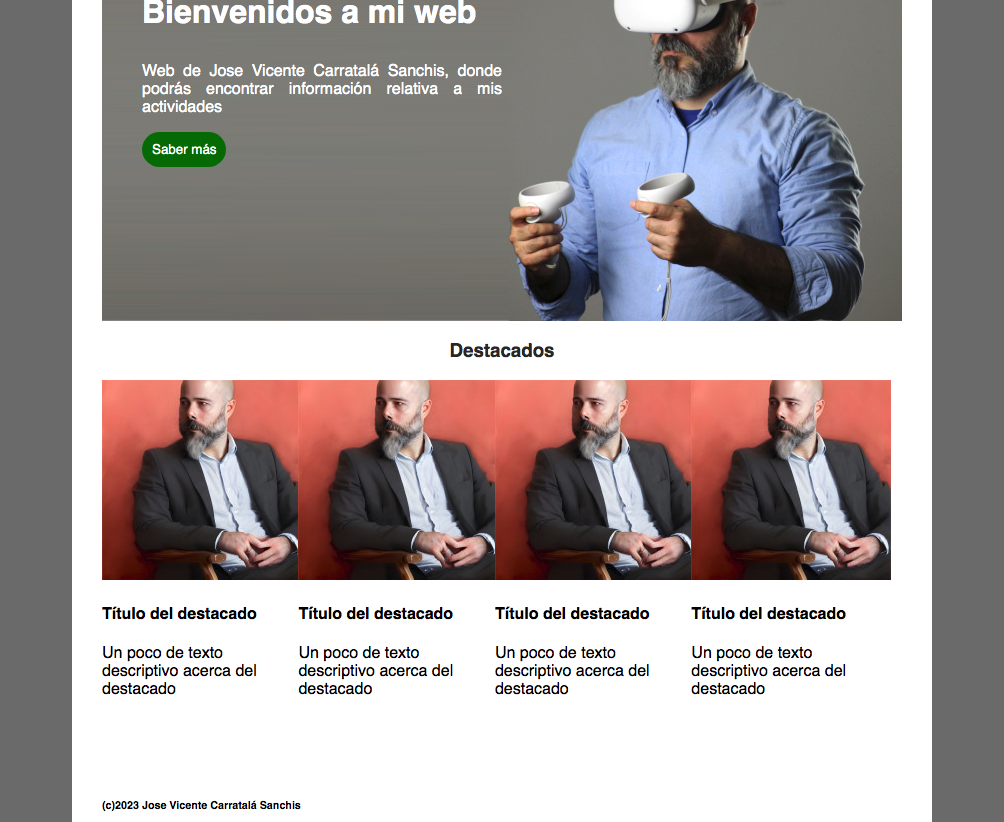 Bienvenidos a mi web
Web de Jose Vicente Carratalá Sanchis, donde
podrás encontrar información relativa a mis
actividades
Saber más
Destacados
Título del destacado
Un poco de texto
descriptivo acerca del
destacado
Título del destacado
Un poco de texto
descriptivo acerca del
destacado
Título del destacado
Un poco de texto
descriptivo acerca del
destacado
Título del destacado
Un poco de texto
descriptivo acerca del
destacado
(c)2023 Jose Vicente Carratalá Sanchis